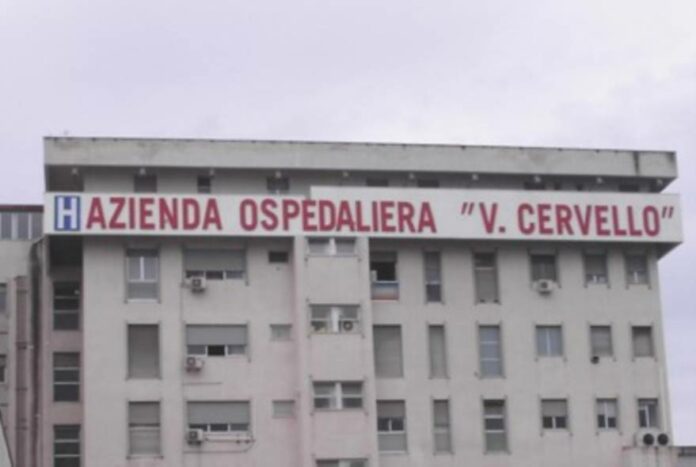 H AZIENDA OSPEDALIERA "V. CERVELLO"